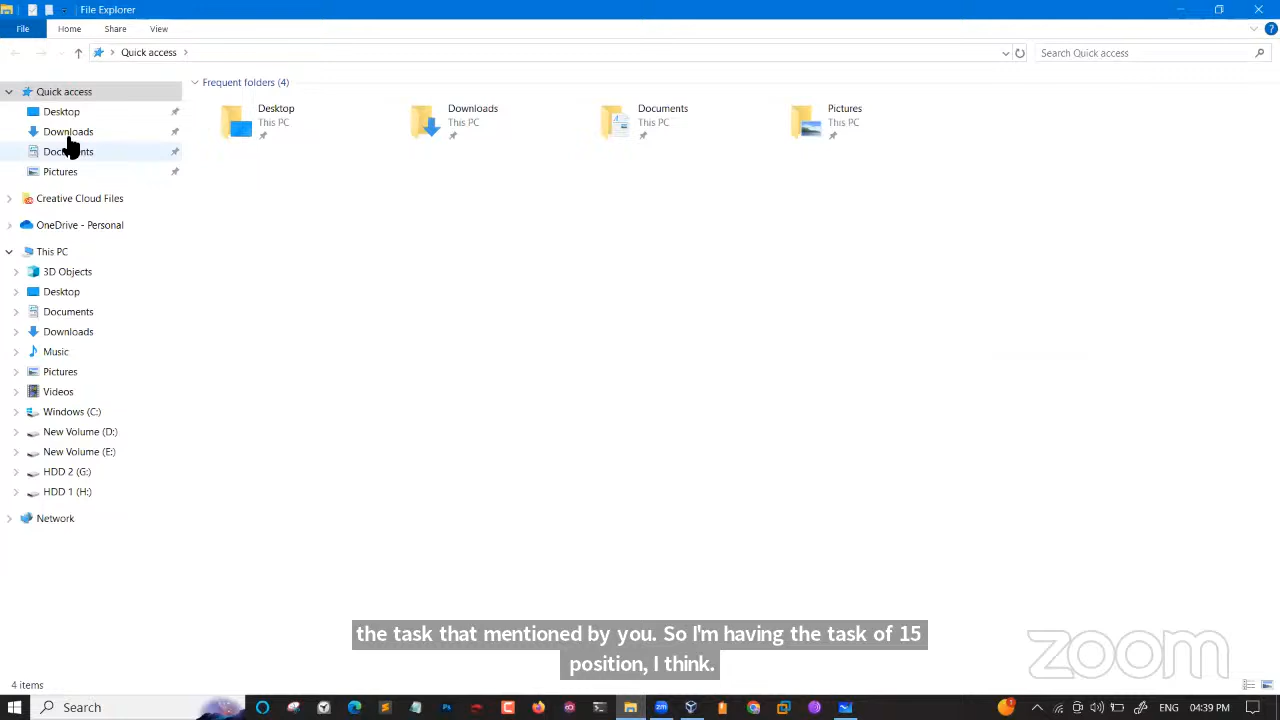 File Explorer
File
Home
Share
View
Quick access
Search Quick access
Quick access
Desktop
Downloads
Documents
Pictures
Creative Cloud Files
OneDrive - Personal
This PC
3D Objects
Desktop
Documents
Downloads
Music
Pictures
Videos
Windows (C:)
New Volume (D:)
New Volume (E:)
HDD 2 (G:)
HDD 1 (H:)
Network
Frequent folders (4)
Desktop
This PC
Downloads
This PC
Documents
This PC
Pictures
This PC
the task that mentioned by you. So I'm having the task of 15
position, I think.
zoom
4 items
Search
ENG
04:39 PM